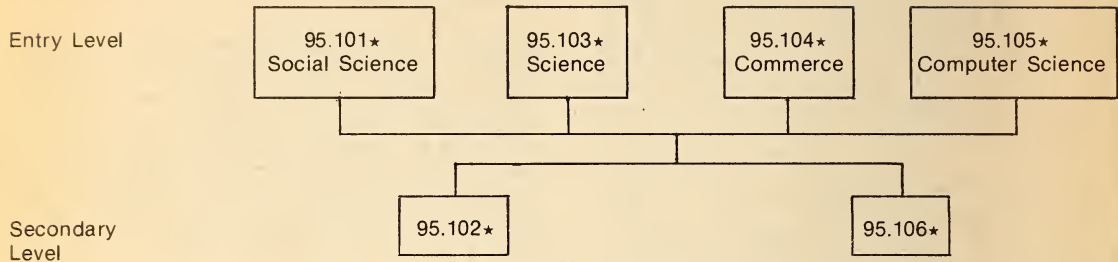 Entry Level
95.101★
Social Science
95.103★
Science
95.104★
Commerce
95.105★
Computer Science
Secondary
Level
95.102★
95.106★